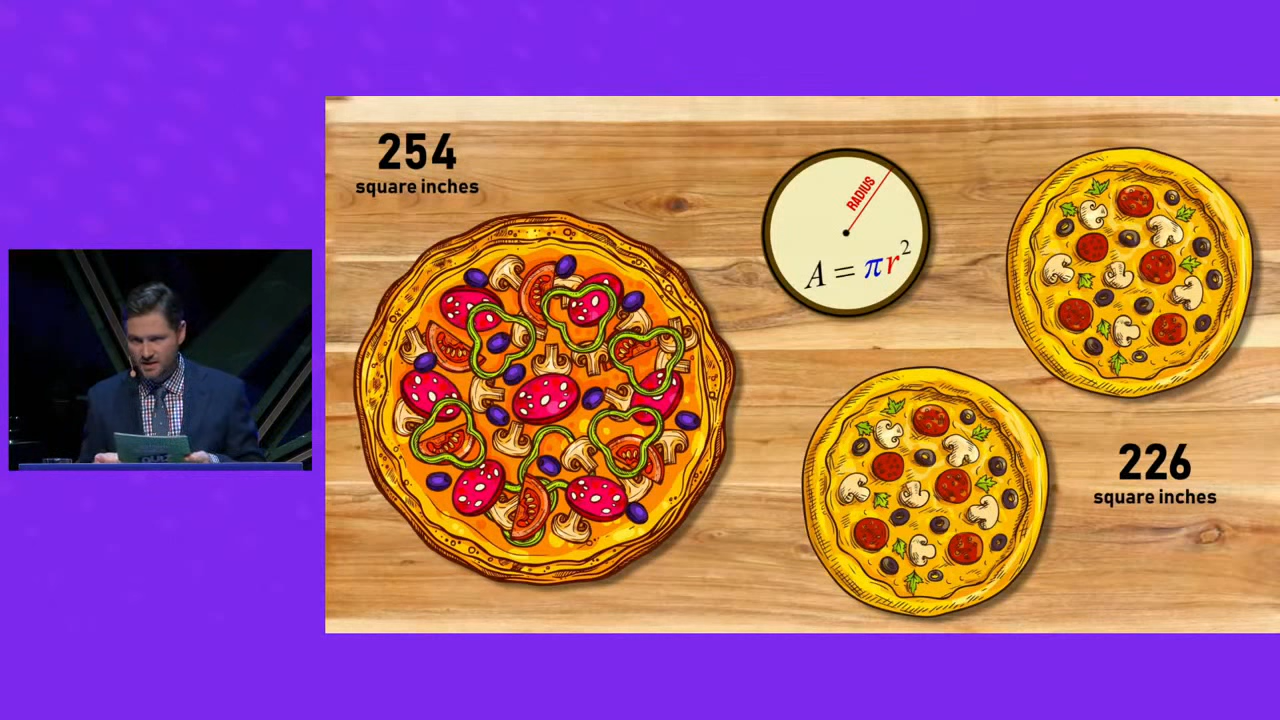 254
square inches
RADIUS
A = πr²
226
square inches